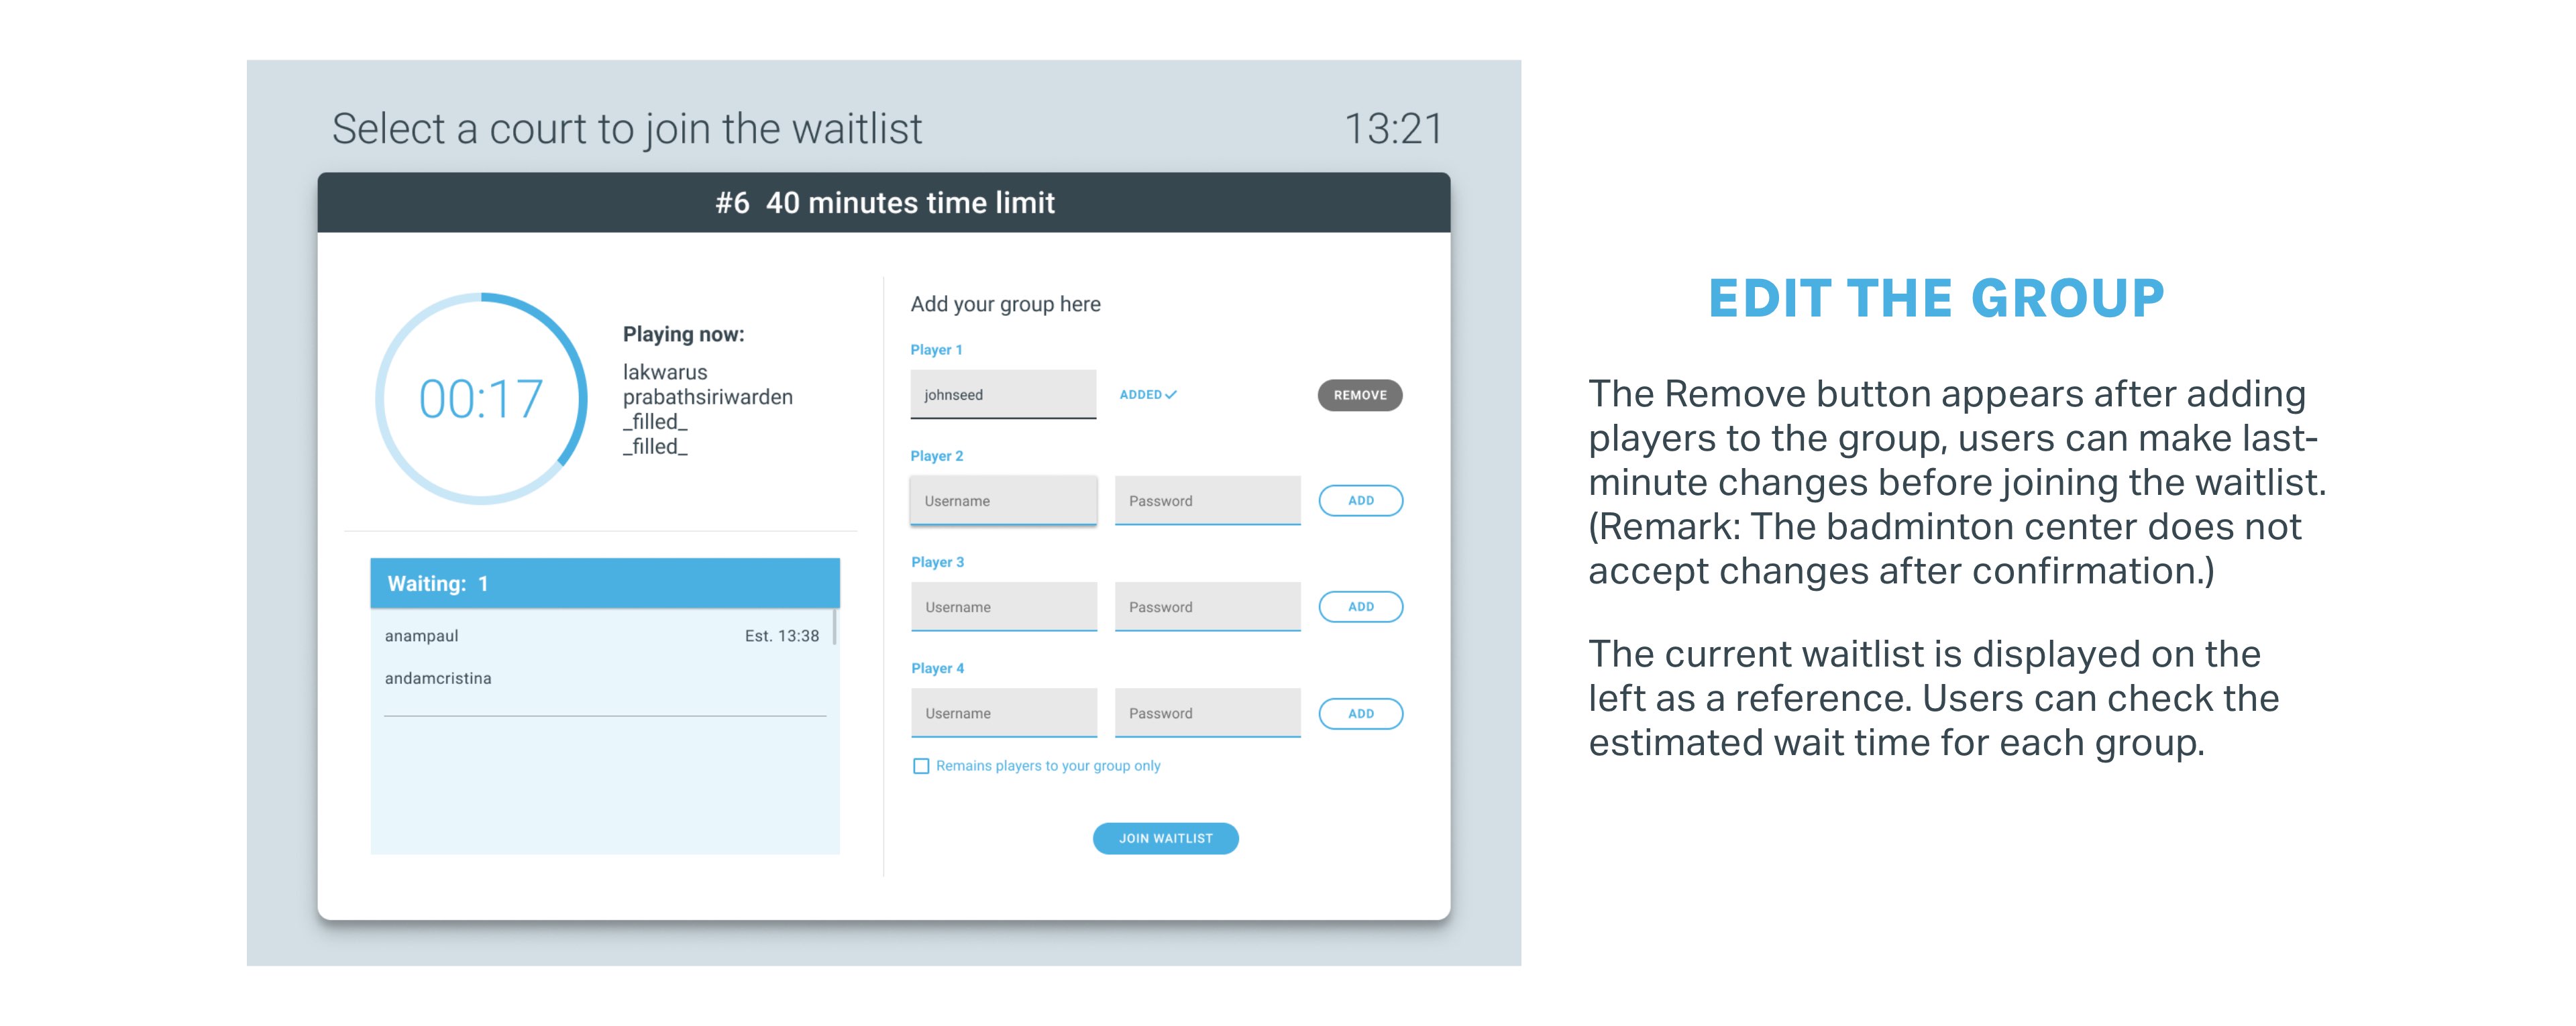 Select a court to join the waitlist
13:21
#6 40 minutes time limit
00:17
Playing now:
lakwarus
prabathsiriwarden
_filled_
_filled_
Waiting: 1
anampaul
Est. 13:38
andamcristina
Add your group here
Player 1
johnseed
ADDED
REMOVE
Player 2
Username
Password
ADD
Player 3
Username
Password
ADD
Player 4
Username
Password
ADD
Remains players to your group only
JOIN WAITLIST
EDIT THE GROUP
The Remove button appears after adding
players to the group, users can make last-
minute changes before joining the waitlist.
(Remark: The badminton center does not
accept changes after confirmation.)
The current waitlist is displayed on the
left as a reference. Users can check the
estimated wait time for each group.